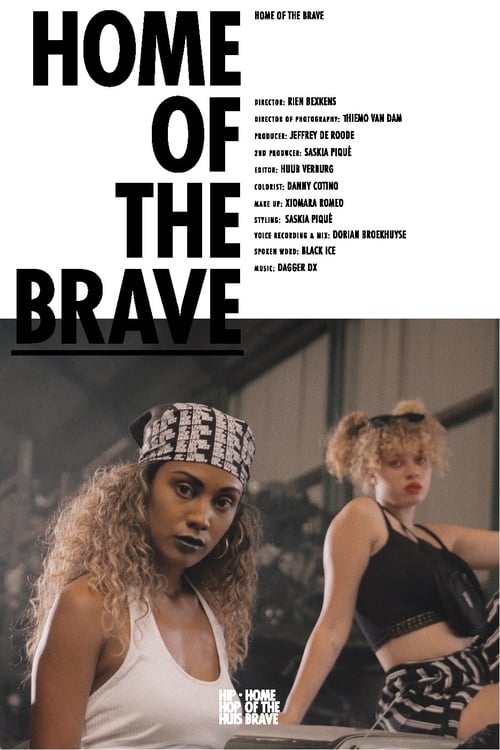 HOME
OF
THE
BRAVE
HOME OF THE BRAVE
DIRECTOR: RIEN BEXKENS
DIRECTOR OF PHOTOGRAPHY: THIEMO VAN DAM
PRODUCER: JEFFREY DE ROODE
2ND PRODUCER: SASKIA PIQUÉ
EDITOR: HUUB VERBURG
COLORIST: DANNY COTINO
MAKE UP: XIOMARA ROMEO
STYLING: SASKIA PIQUÉ
VOICE RECORDING & MIX: DORIAN BROEKHUYSE
SPOKEN WORD: BLACK ICE
MUSIC: DAGGER DX
HIP · HOME
HOP OF THE
HUIS BRAVE